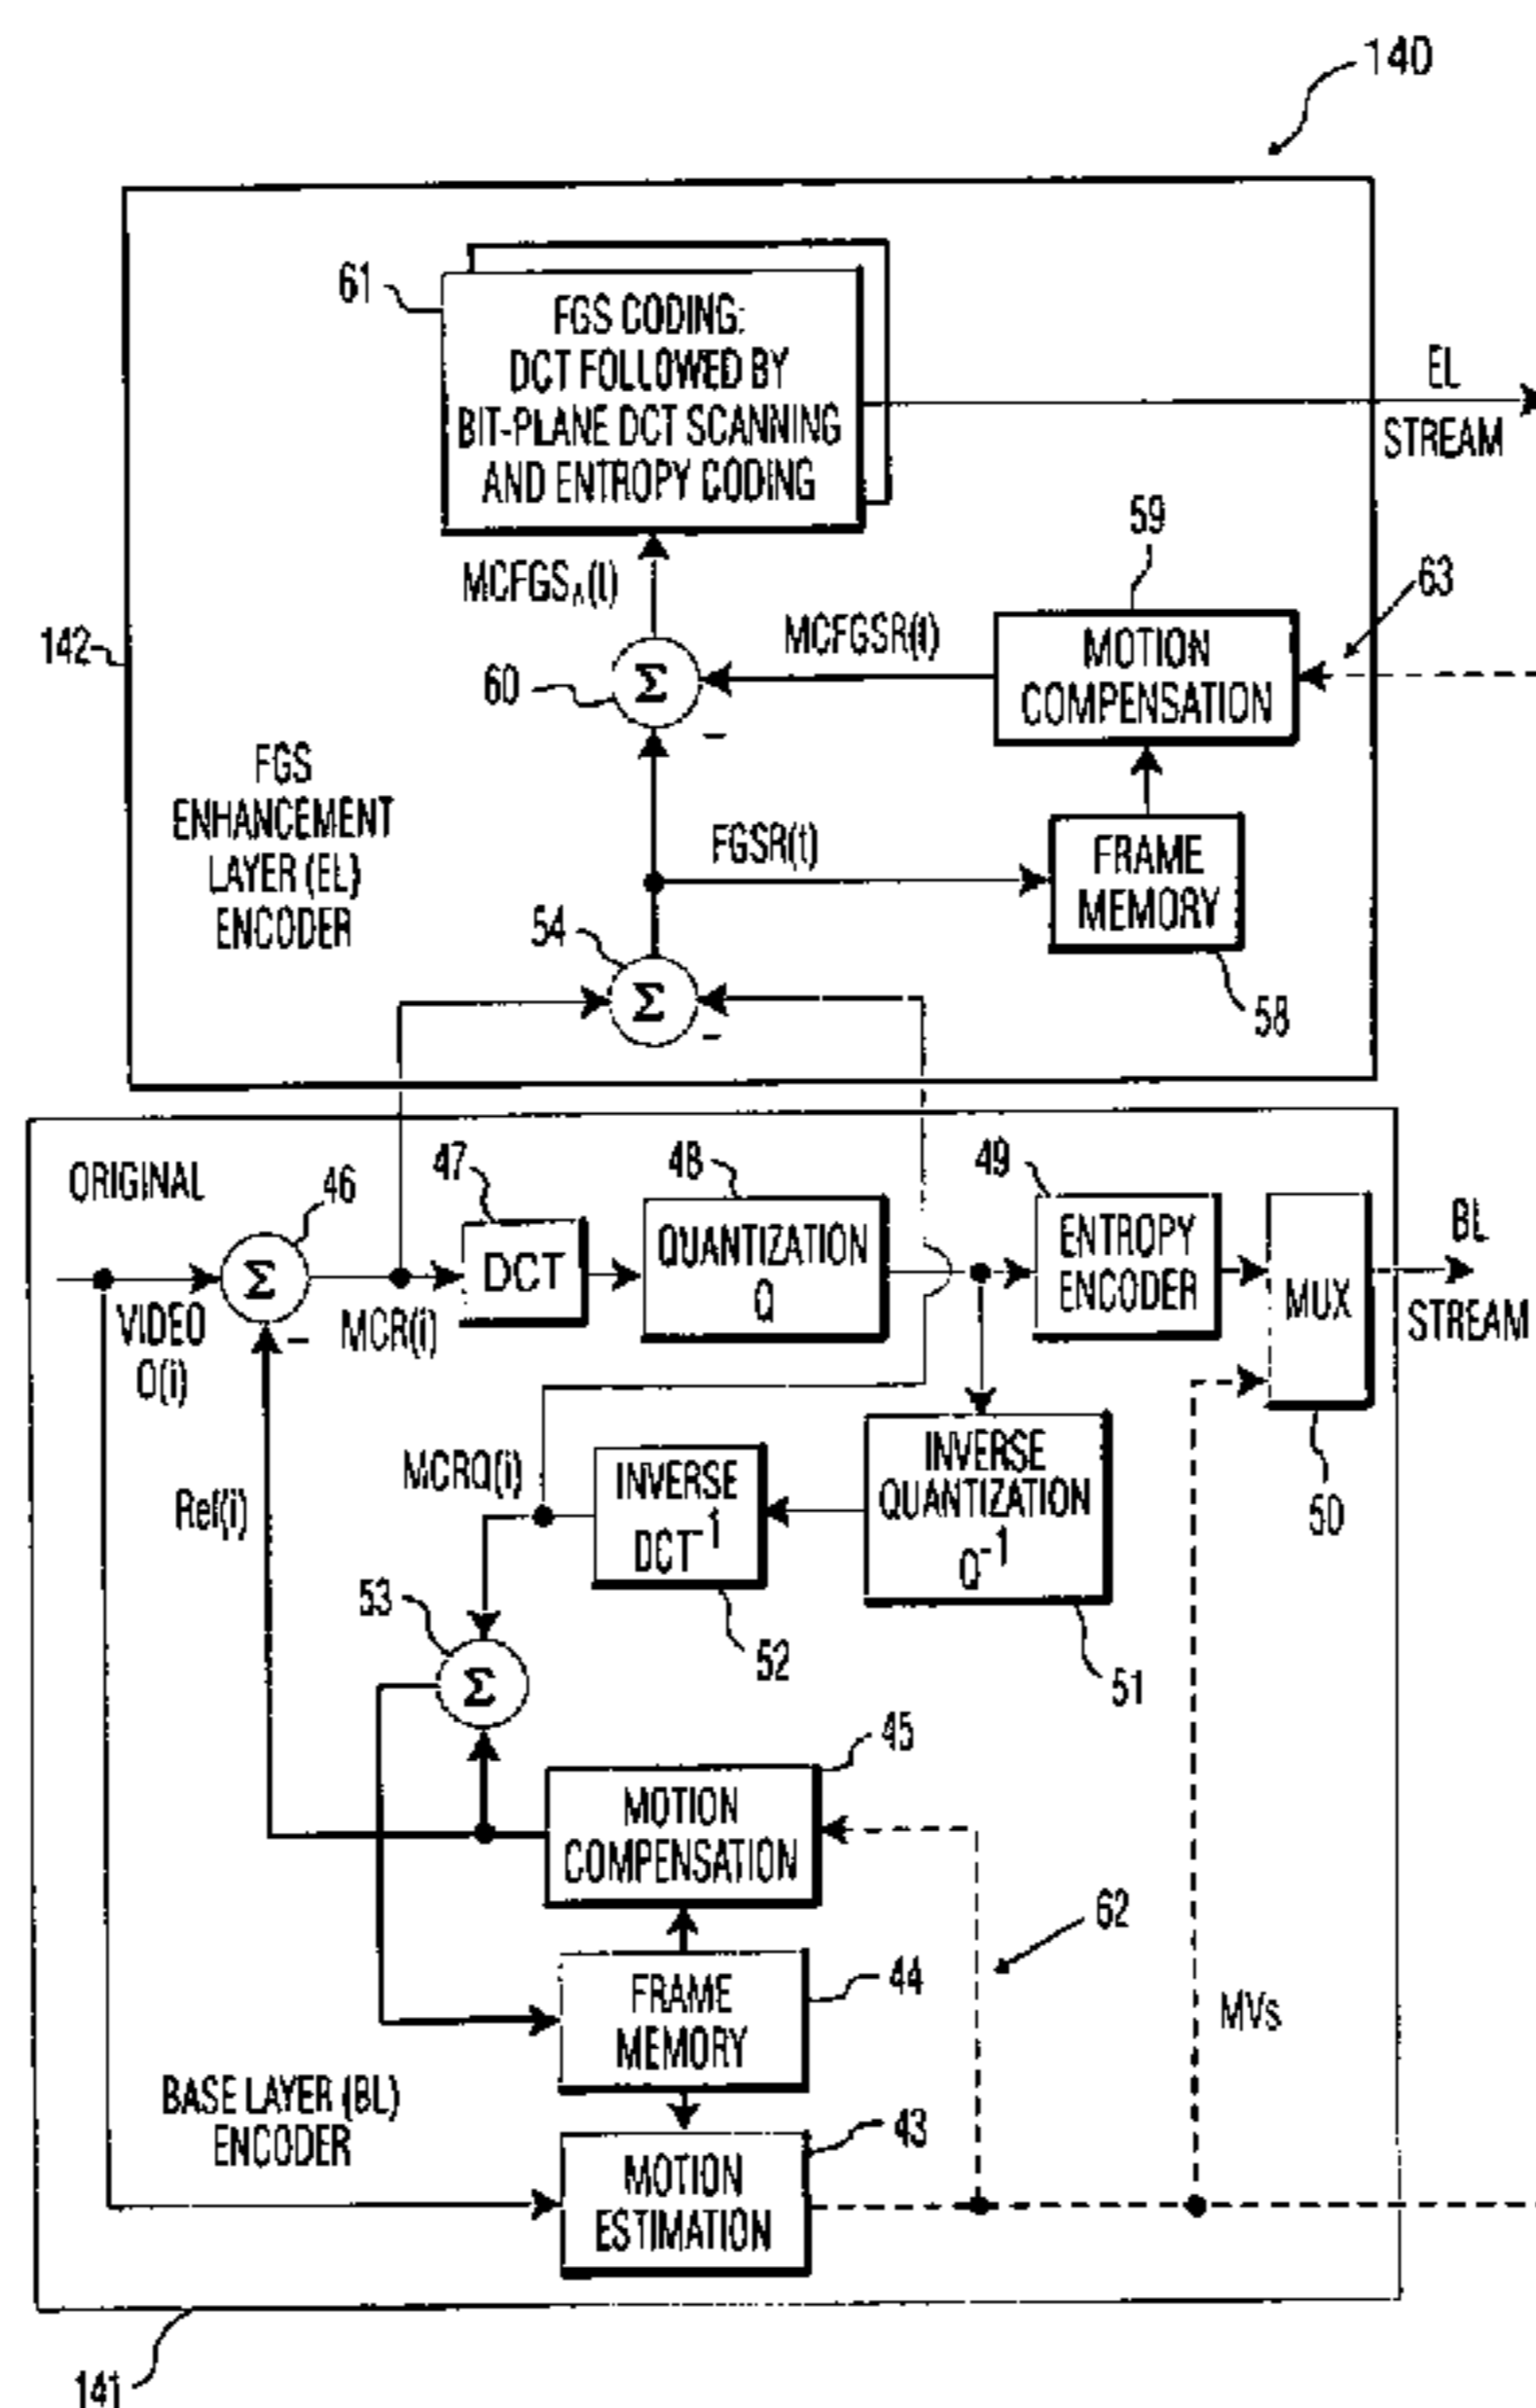 140
61
FGS CODING:
DCT FOLLOWED BY
BIT-PLANE DCT SCANNING
AND ENTROPY CODING
EL
STREAM
59
MCFGS_A(t)
63
142
MCFGSR(t)
MOTION
COMPENSATION
60
Σ
–
FGS
ENHANCEMENT
LAYER (EL)
ENCODER
FGSR(t)
FRAME
MEMORY
54
Σ
–
58
ORIGINAL
46
47
48
49
Σ
–
DCT
QUANTIZATION
Q
ENTROPY
ENCODER
MUX
BL
STREAM
VIDEO
O(i)
MCR(i)
MCRQ(i)
INVERSE
DCT-1
INVERSE
QUANTIZATION
Q-1
50
Ref(i)
53
52
51
Σ
45
MOTION
COMPENSATION
62
44
FRAME
MEMORY
MVs
BASE LAYER (BL)
ENCODER
43
MOTION
ESTIMATION
141